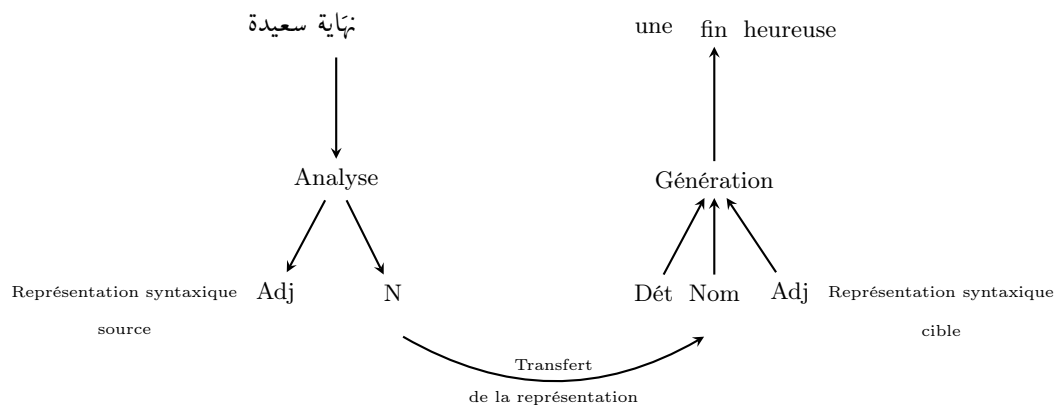 نهَاية سعيدة
une fin heureuse
Analyse
Génération
Représentation syntaxique Adj N
source
Dét Nom Adj Représentation syntaxique
cible
Transfert
de la représentation